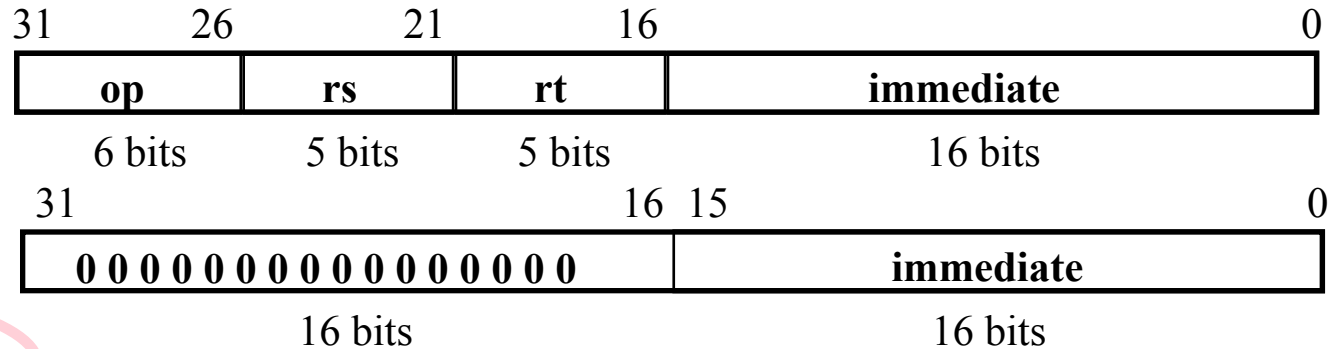 31 26 21 16 0
op rs rt immediate
6 bits 5 bits 5 bits 16 bits
31 16 15 0
0 0 0 0 0 0 0 0 0 0 0 0 0 0 0 0 immediate
16 bits 16 bits